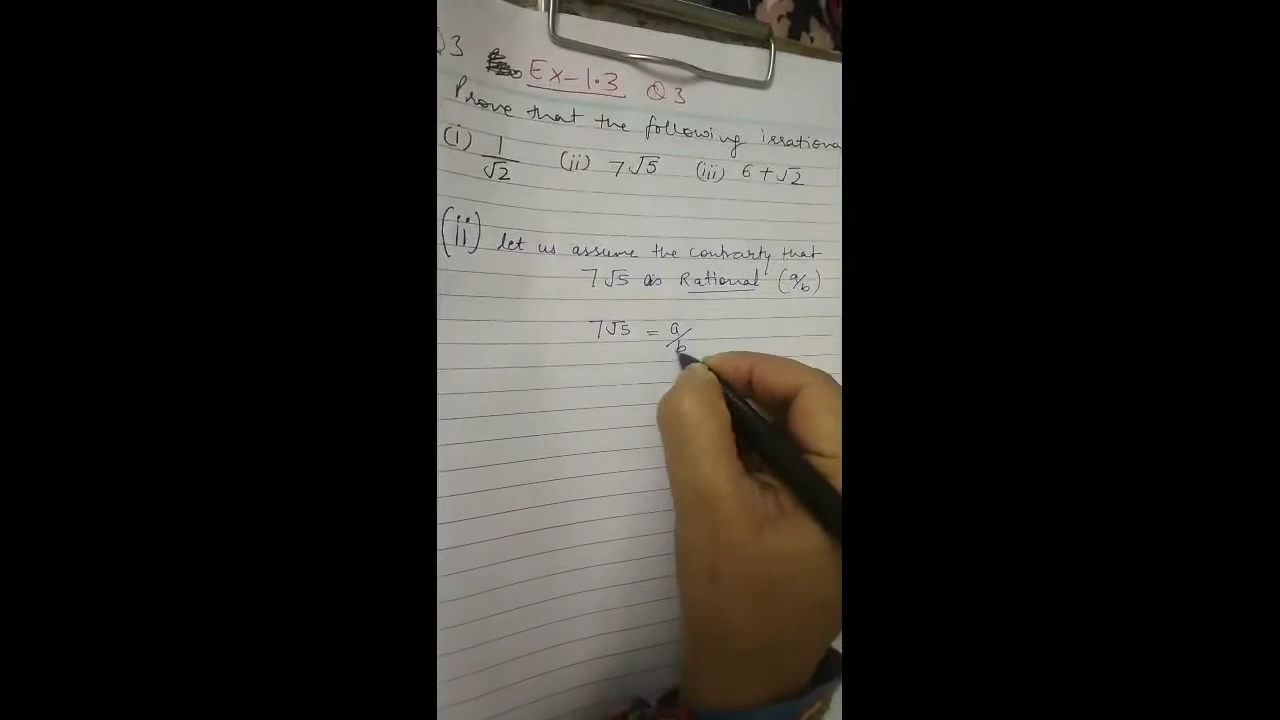 Q3 Ex-1.3 Q3
Prove that the following irrationa
(i) 1/√2 (ii) 7√5 (iii) 6+√2
(ii) let us assume the contrarty that
7√5 as Rational (a/b)
7√5 = a/b